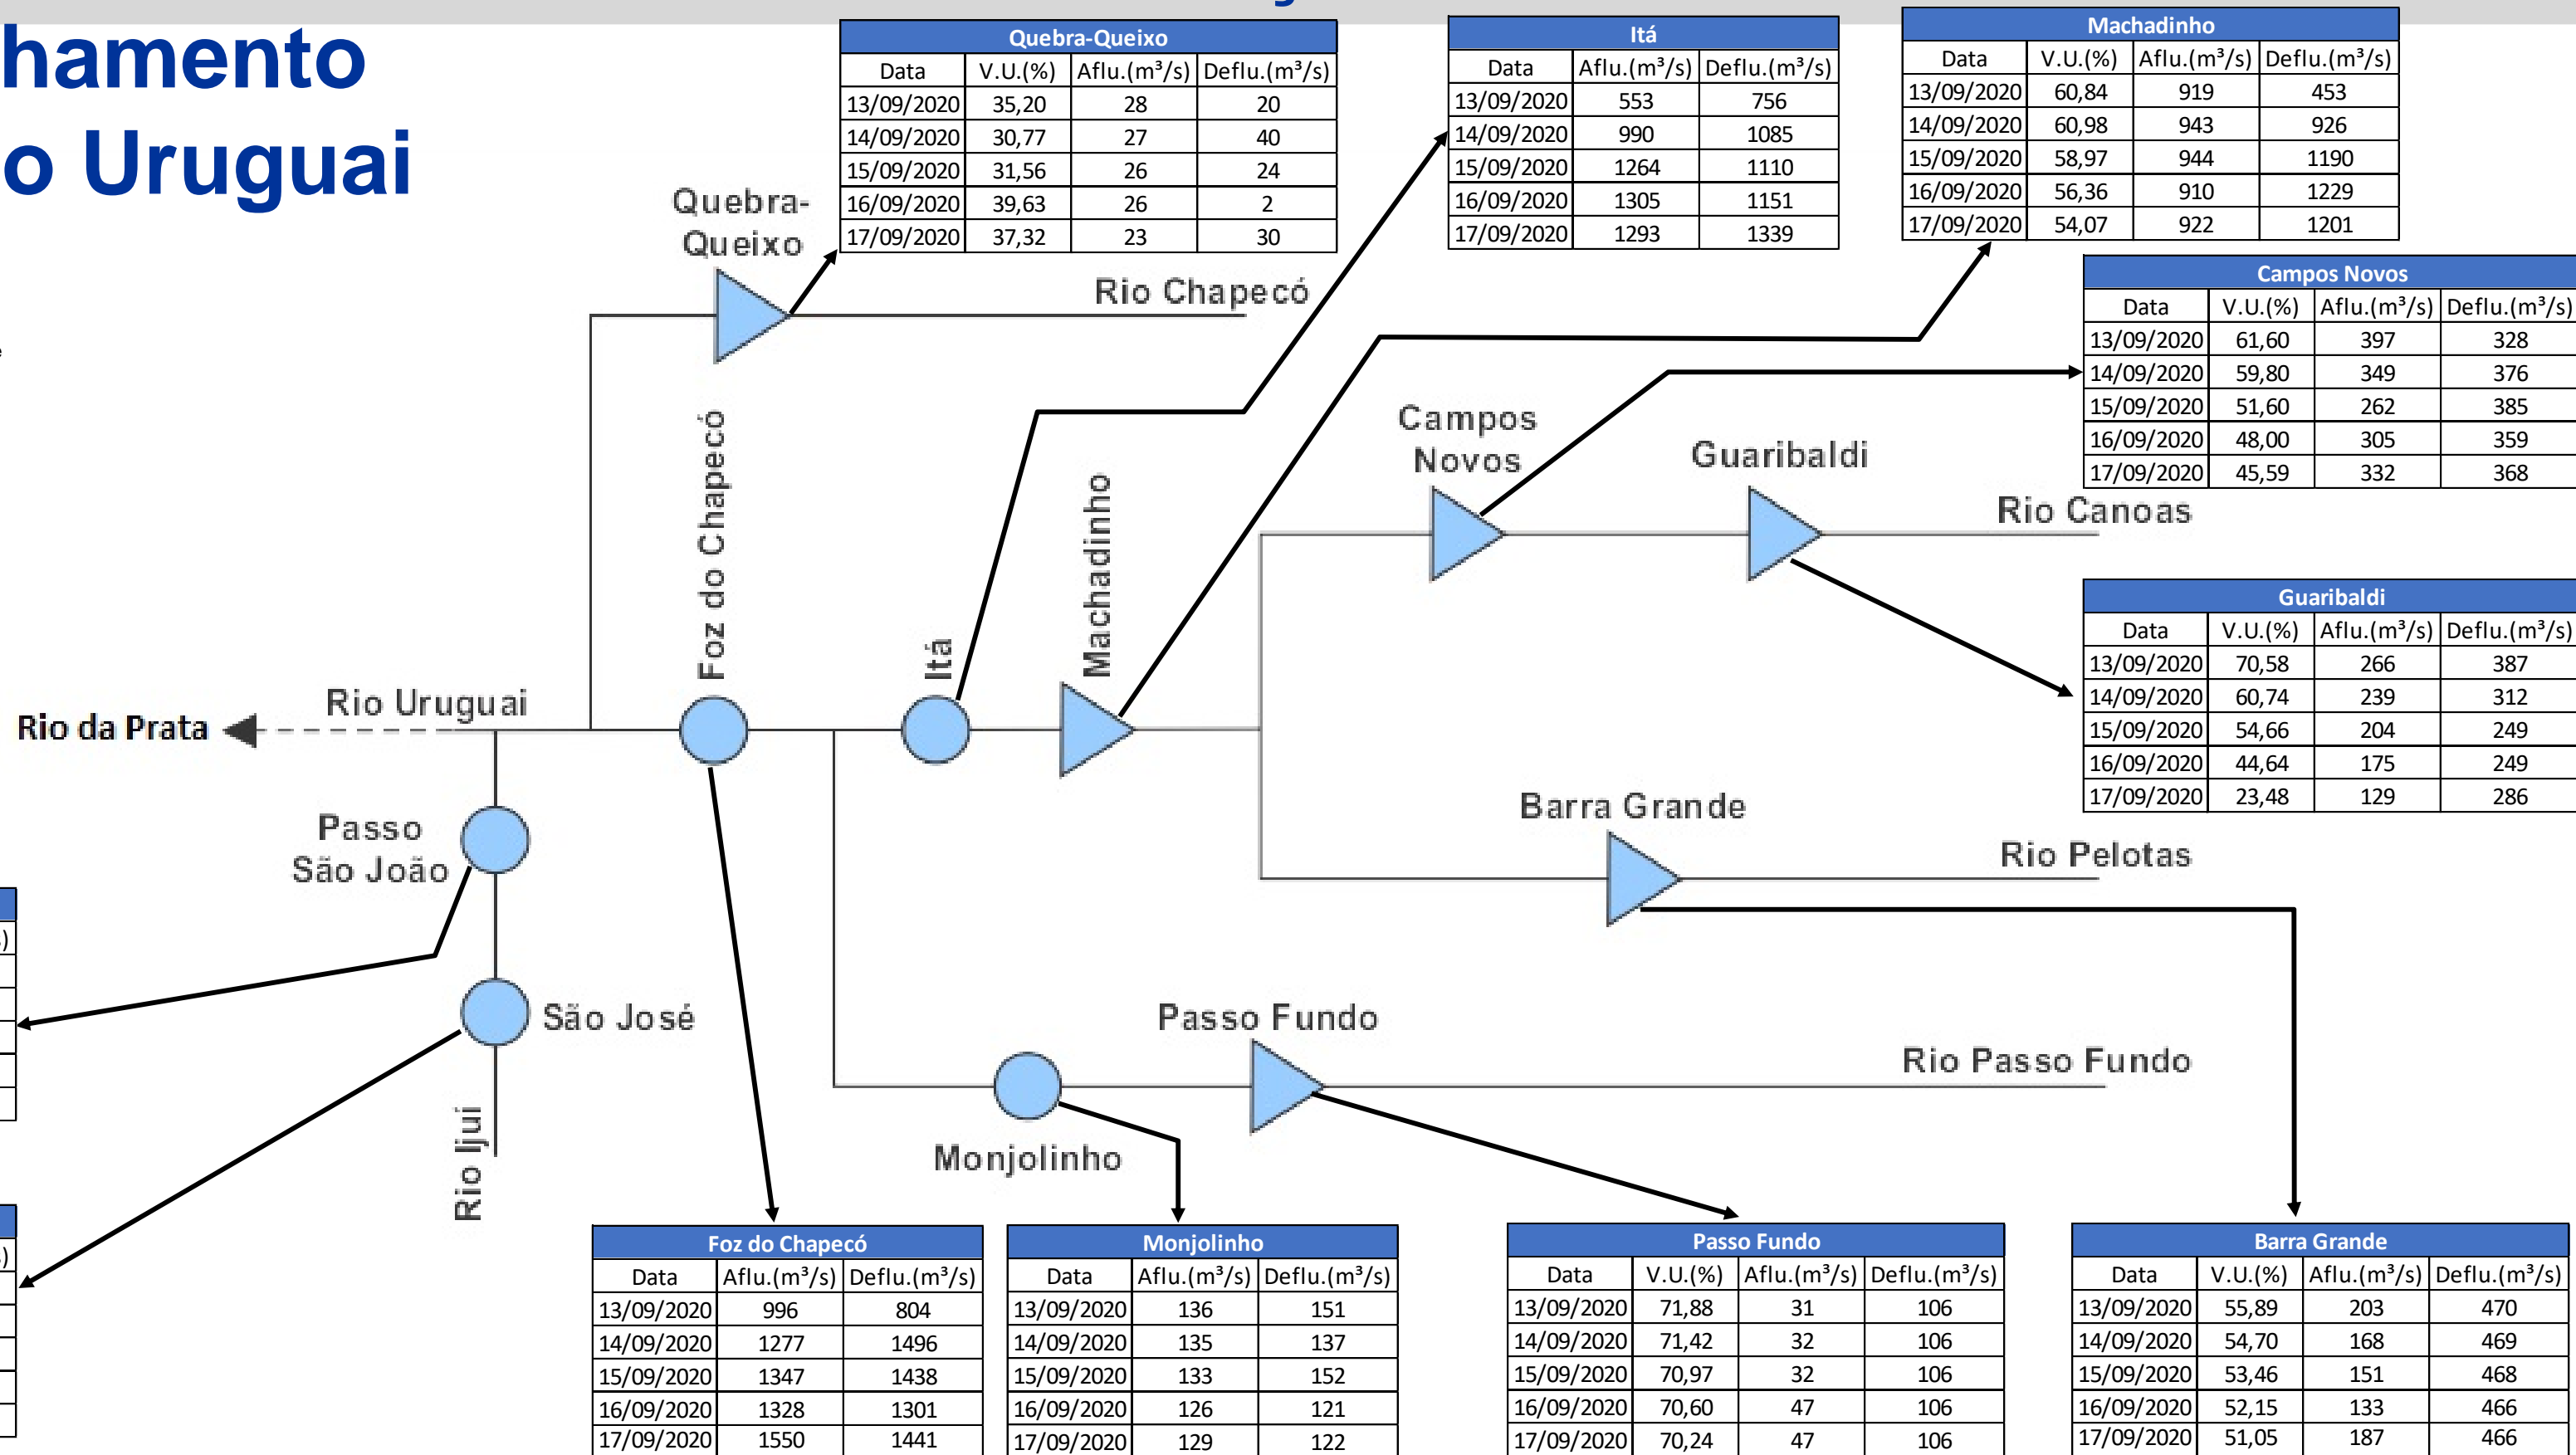 hamento
o Uruguai
Quebra-Queixo
Data V.U.(%) Aflu.(m³/s) Deflu.(m³/s)
13/09/2020 35,20 28 20
14/09/2020 30,77 27 40
15/09/2020 31,56 26 24
16/09/2020 39,63 26 2
17/09/2020 37,32 23 30
Itá
Data Aflu.(m³/s) Deflu.(m³/s)
13/09/2020 553 756
14/09/2020 990 1085
15/09/2020 1264 1110
16/09/2020 1305 1151
17/09/2020 1293 1339
Machadinho
Data V.U.(%) Aflu.(m³/s) Deflu.(m³/s)
13/09/2020 60,84 919 453
14/09/2020 60,98 943 926
15/09/2020 58,97 944 1190
16/09/2020 56,36 910 1229
17/09/2020 54,07 922 1201
Campos Novos
Data V.U.(%) Aflu.(m³/s) Deflu.(m³/s)
13/09/2020 61,60 397 328
14/09/2020 59,80 349 376
15/09/2020 51,60 262 385
16/09/2020 48,00 305 359
17/09/2020 45,59 332 368
Quebra-
Queixo
Rio Chapecó
Foz do Chapecó
Itá
Machadinho
Campos
Novos
Guaribaldi
Rio Canoas
Guaribaldi
Data V.U.(%) Aflu.(m³/s) Deflu.(m³/s)
13/09/2020 70,58 266 387
14/09/2020 60,74 239 312
15/09/2020 54,66 204 249
16/09/2020 44,64 175 249
17/09/2020 23,48 129 286
Rio da Prata
Rio Uruguai
Passo
São João
Barra Grande
Rio Pelotas
São José
Passo Fundo
Rio Passo Fundo
Monjolinho
Rio Ijui
Foz do Chapecó
Data Aflu.(m³/s) Deflu.(m³/s)
13/09/2020 996 804
14/09/2020 1277 1496
15/09/2020 1347 1438
16/09/2020 1328 1301
17/09/2020 1550 1441
Monjolinho
Data Aflu.(m³/s) Deflu.(m³/s)
13/09/2020 136 151
14/09/2020 135 137
15/09/2020 133 152
16/09/2020 126 121
17/09/2020 129 122
Passo Fundo
Data V.U.(%) Aflu.(m³/s) Deflu.(m³/s)
13/09/2020 71,88 31 106
14/09/2020 71,42 32 106
15/09/2020 70,97 32 106
16/09/2020 70,60 47 106
17/09/2020 70,24 47 106
Barra Grande
Data V.U.(%) Aflu.(m³/s) Deflu.(m³/s)
13/09/2020 55,89 203 470
14/09/2020 54,70 168 469
15/09/2020 53,46 151 468
16/09/2020 52,15 133 466
17/09/2020 51,05 187 466